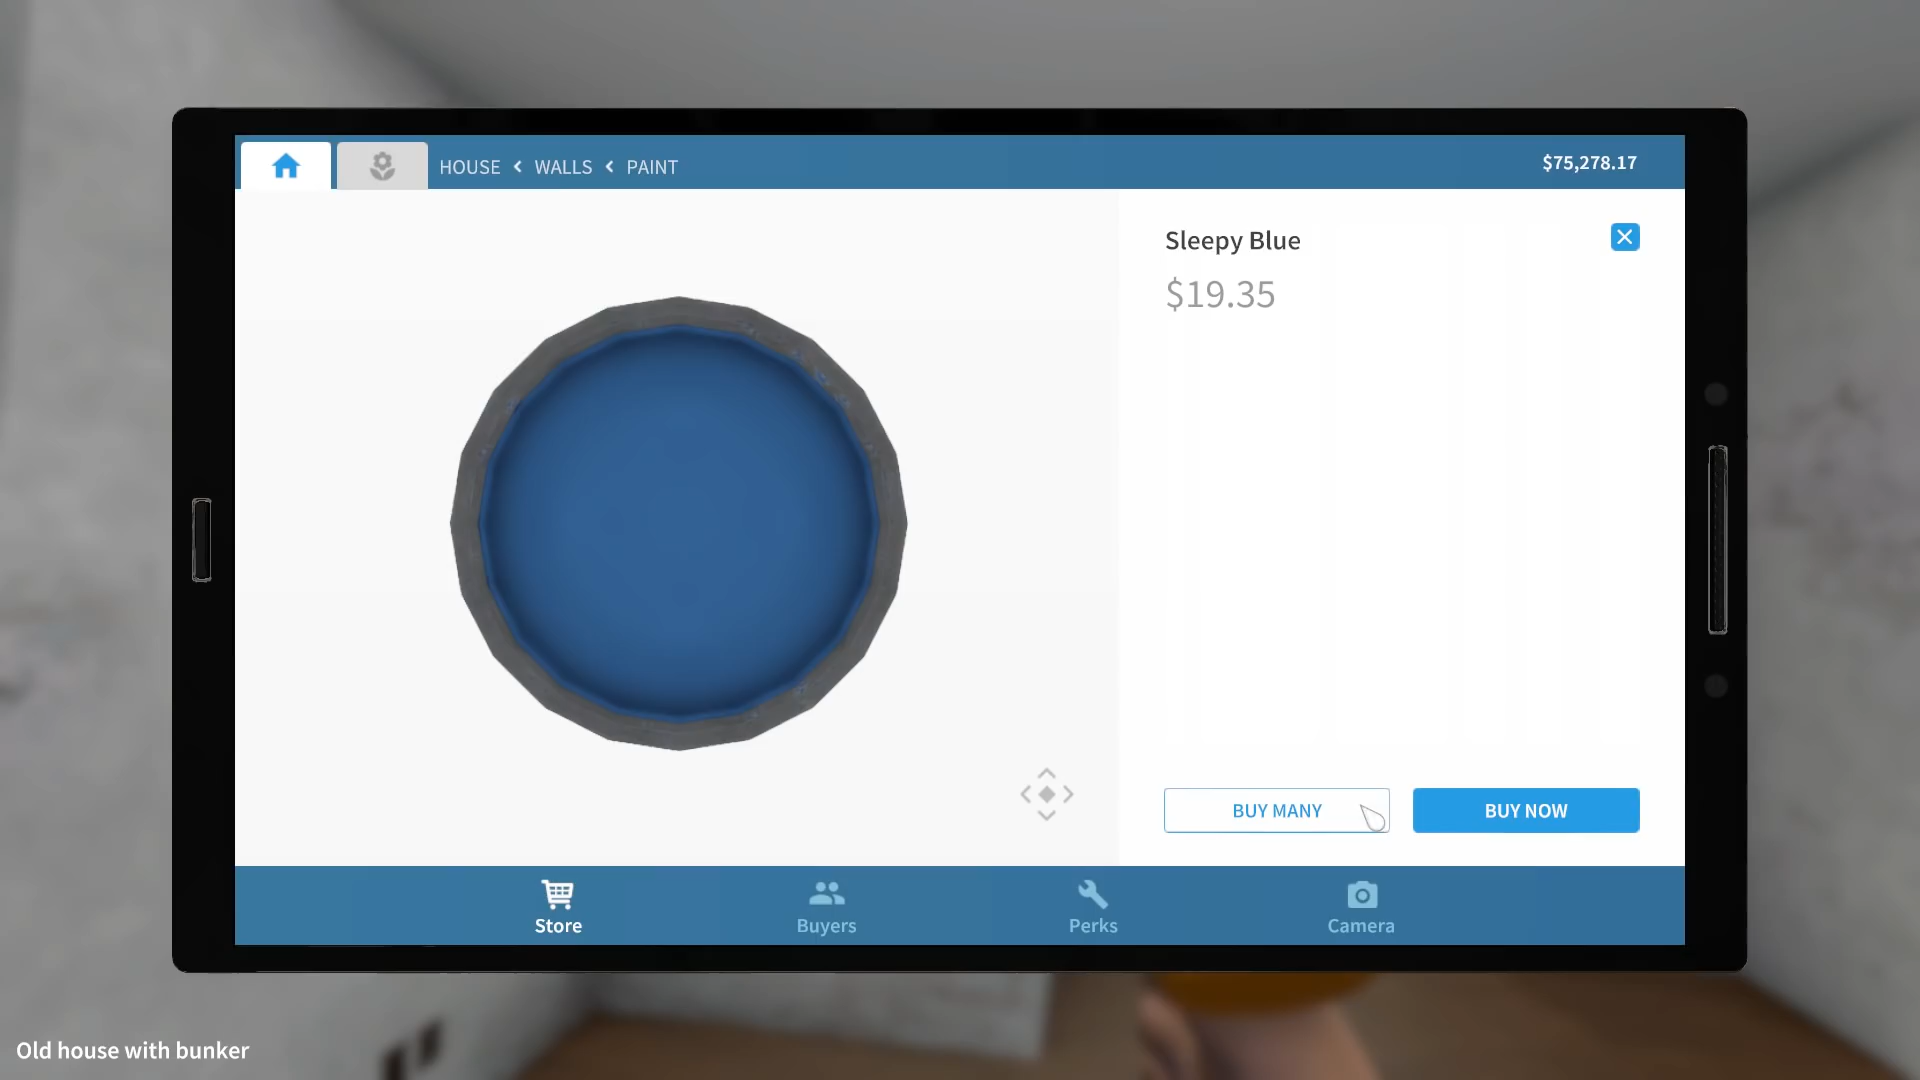 HOUSE < WALLS < PAINT
$75,278.17
Sleepy Blue
$19.35
BUY MANY
BUY NOW
Store
Buyers
Perks
Camera
Old house with bunker